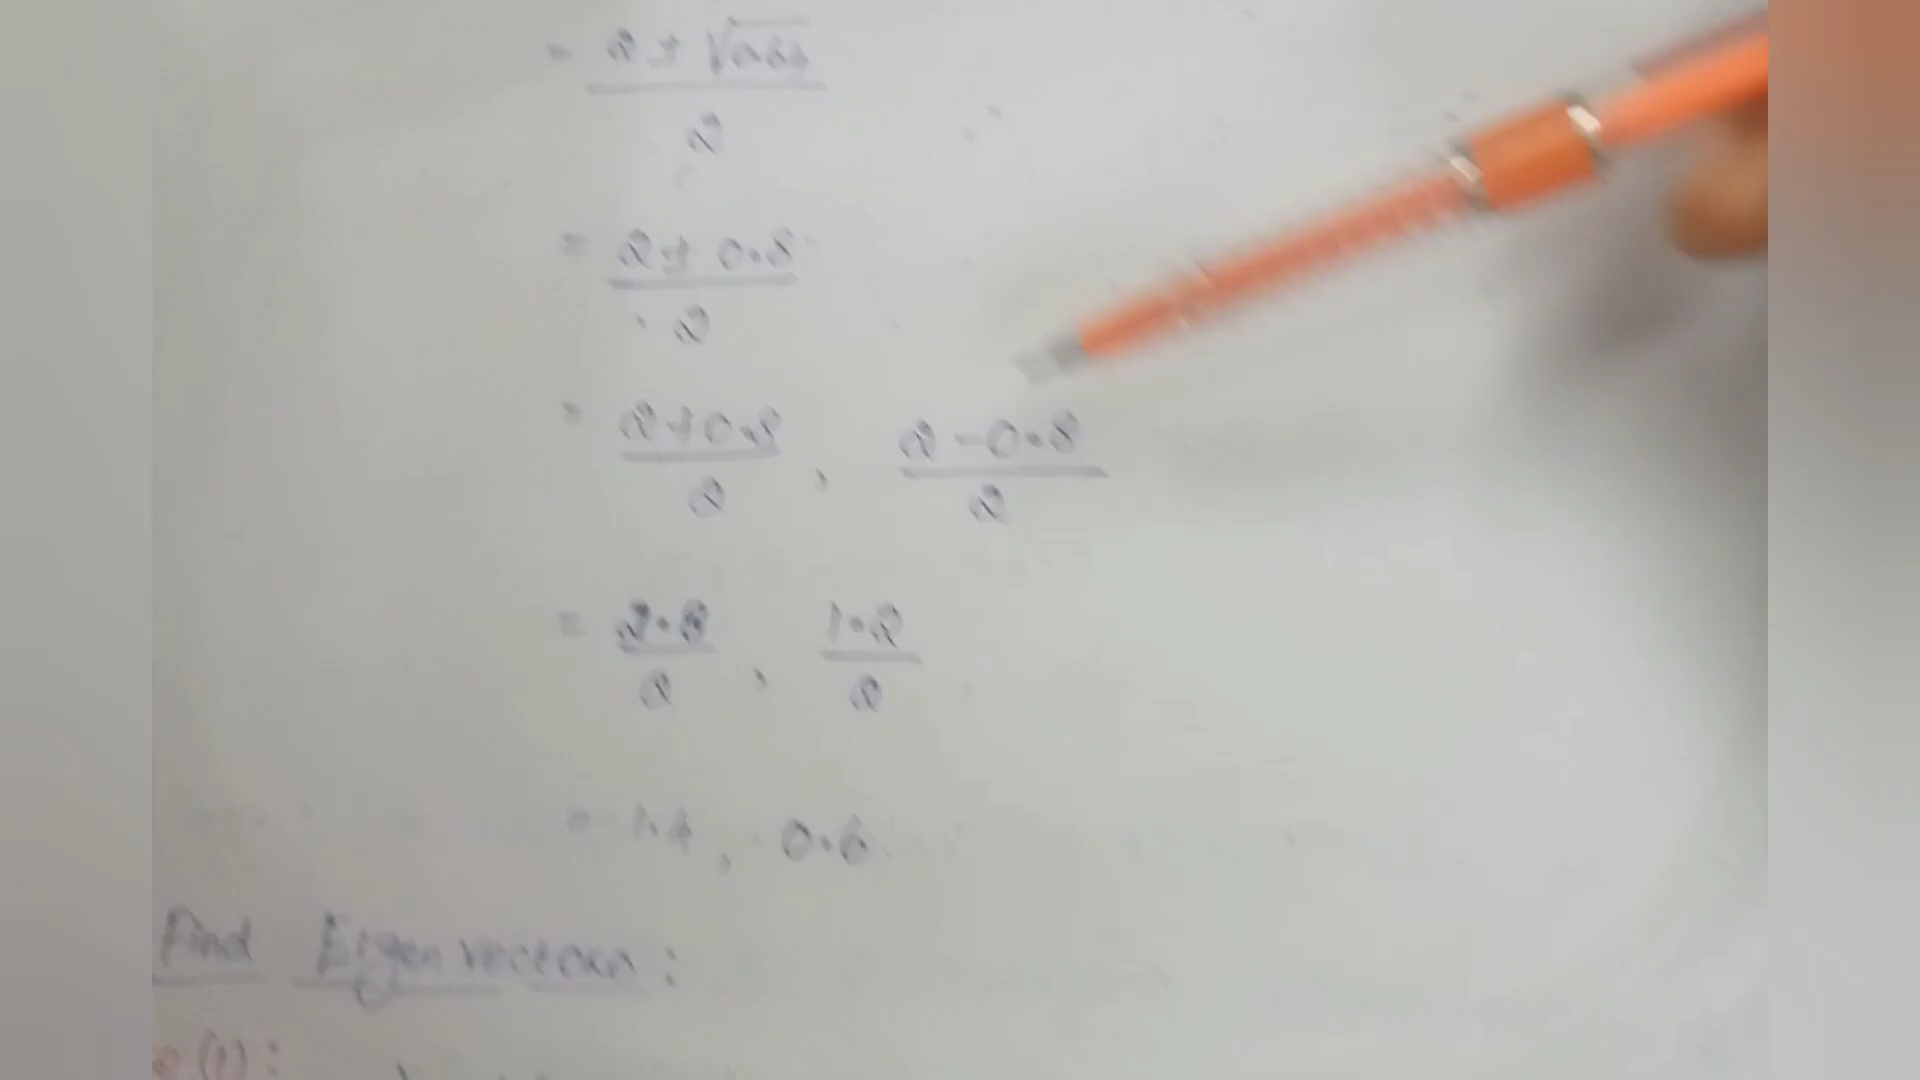 = 2 ± √0.64
2
= 2 ± 0.8
2
= 2+0.8 , 2-0.8
2 2
= 2.8 , 1.2
2 2
= 1.4, 0.6
Find Eigen vectors:
(1):